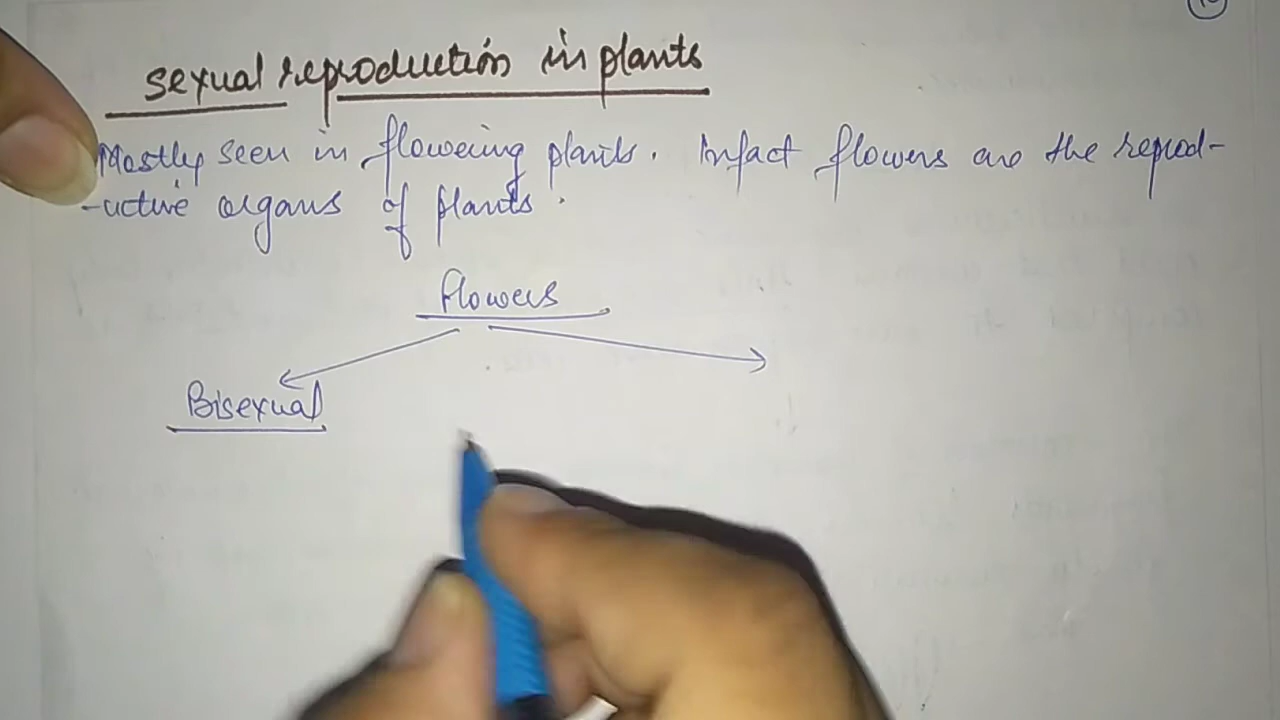 sexual reproduction in plants
Mostly seen in flowering plants. Infact flowers are the reprod-
-uctive organs of plants.
flowers
Bisexual